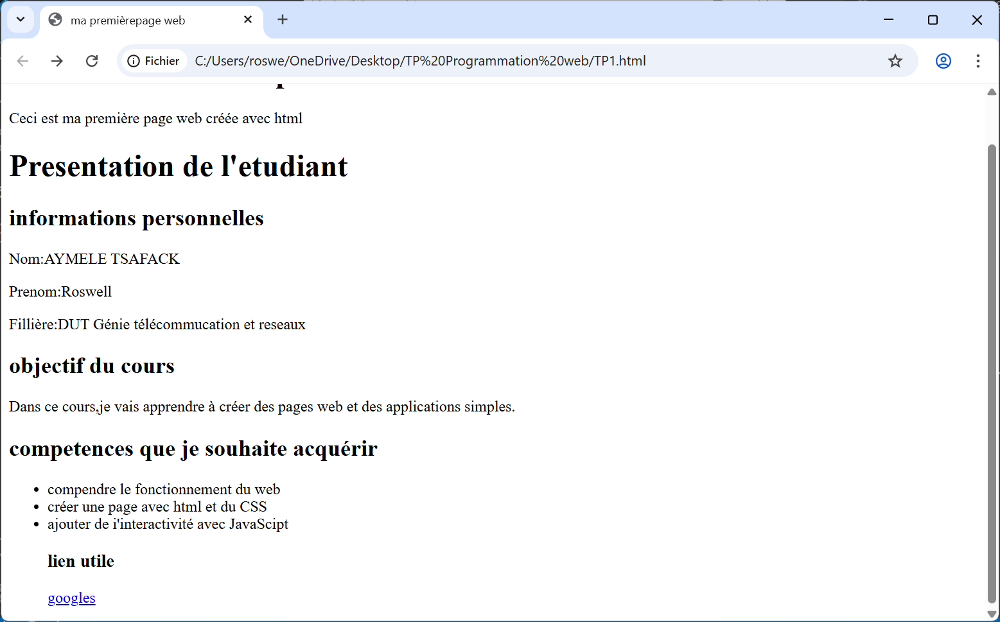 ma premièrepage web
Fichier
C:/Users/roswe/OneDrive/Desktop/TP%20Programmation%20web/TP1.html
Ceci est ma première page web créée avec html
Presentation de l'etudiant
informations personnelles
Nom:AYMELE TSAFACK
Prenom:Roswell
Fillière:DUT Génie télécommucation et reseaux
objectif du cours
Dans ce cours,je vais apprendre à créer des pages web et des applications simples.
competences que je souhaite acquérir
compendre le fonctionnement du web
créer une page avec html et du CSS
ajouter de i'interactivité avec JavaScipt
lien utile
googles